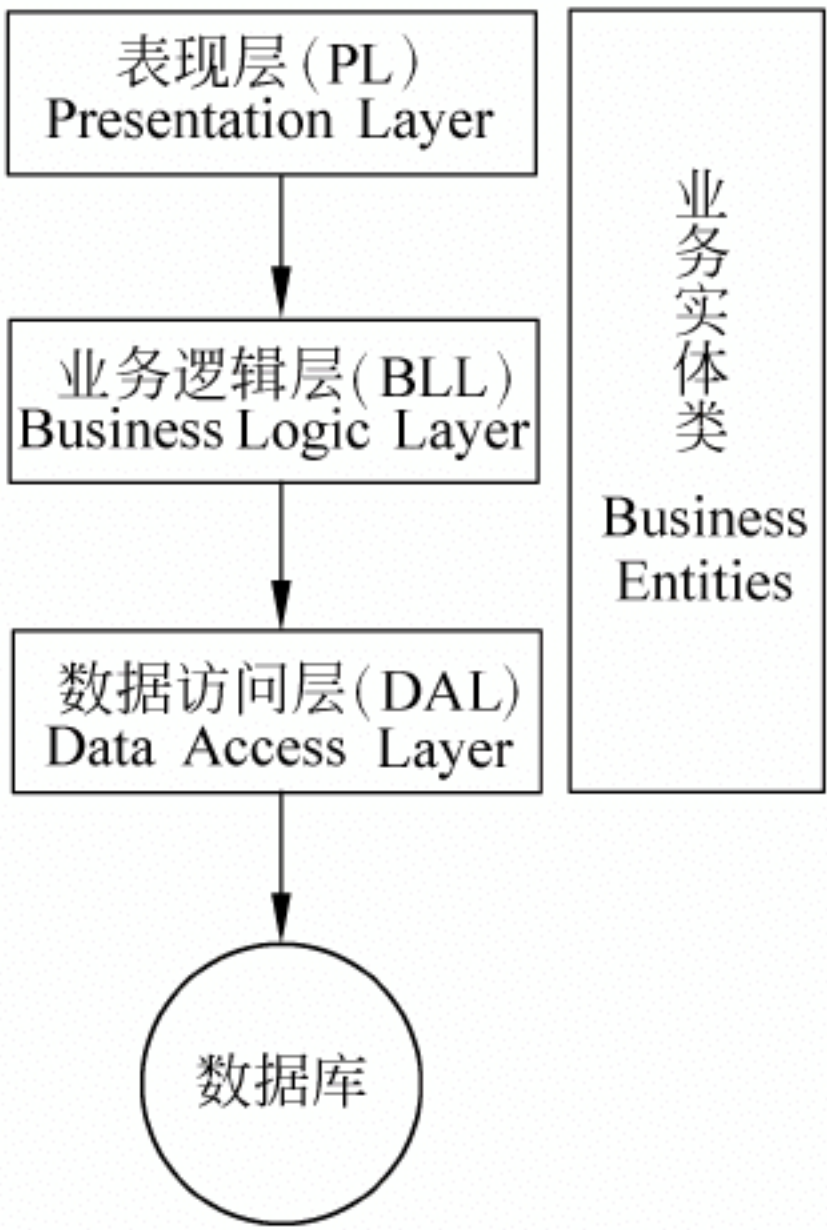 表现层(PL)
Presentation Layer
业务逻辑层(BLL)
Business Logic Layer
数据访问层(DAL)
Data Access Layer
数据库
业务实体类
Business
Entities